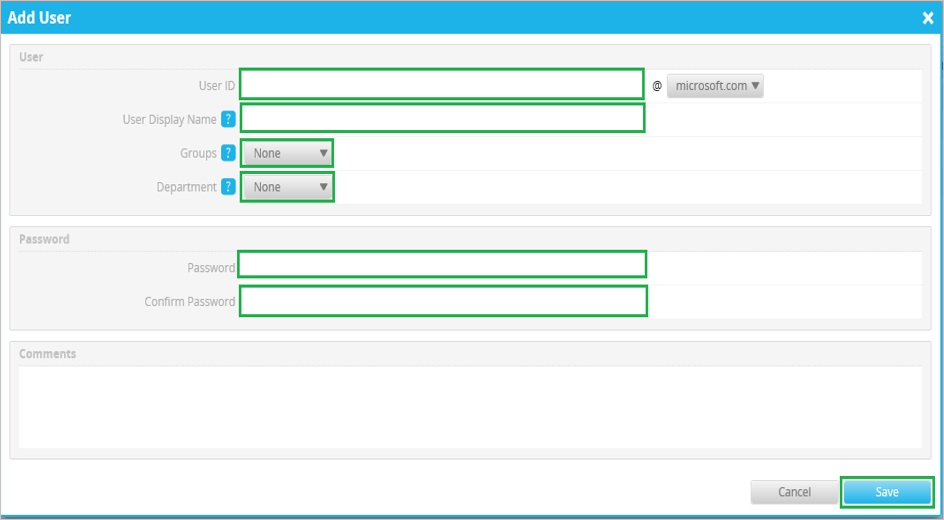 Add User
User
User ID @ microsoft.com
User Display Name ?
Groups ? None
Department ? None
Password
Password
Confirm Password
Comments
Cancel Save